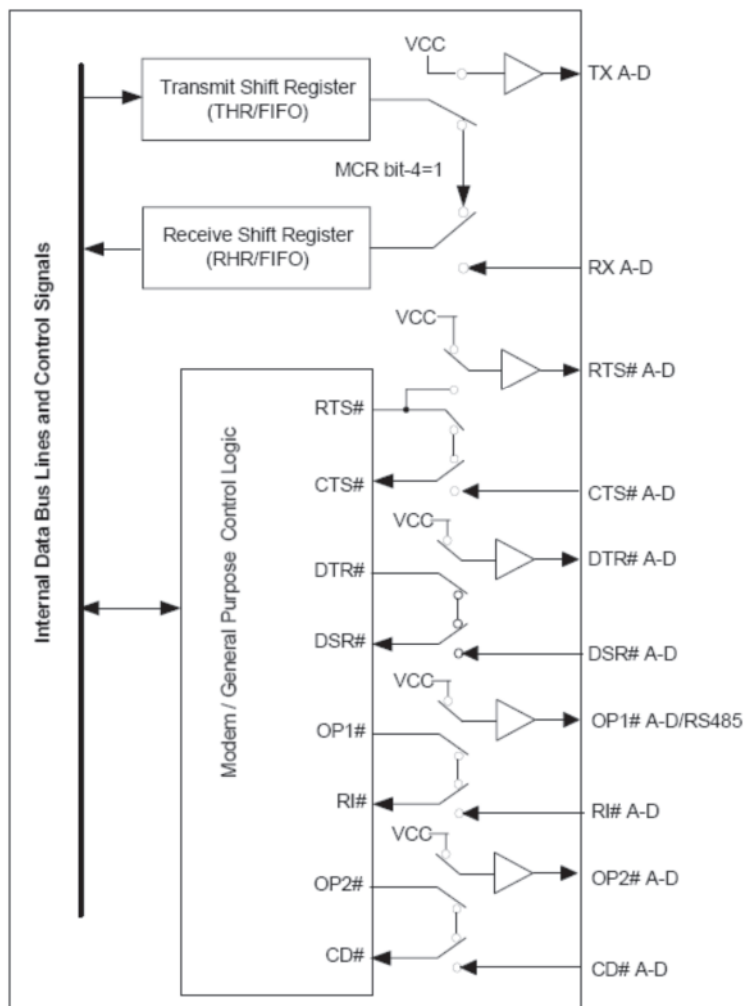 VCC
TX A-D
Transmit Shift Register
(THR/FIFO)
MCR bit-4=1
Receive Shift Register
(RHR/FIFO)
RX A-D
Internal Data Bus Lines and Control Signals
VCC
RTS# A-D
Modem / General Purpose Control Logic
RTS#
CTS#
CTS# A-D
VCC
DTR# A-D
DTR#
DSR#
DSR# A-D
VCC
OP1# A-D/RS485
OP1#
RI#
RI# A-D
VCC
OP2# A-D
OP2#
CD#
CD# A-D